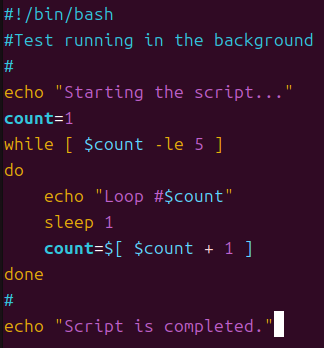 #!/bin/bash
#Test running in the background
#
echo "Starting the script..."
count=1
while [ $count -le 5 ]
do
    echo "Loop #$count"
    sleep 1
    count=$[ $count + 1 ]
done
#
echo "Script is completed."